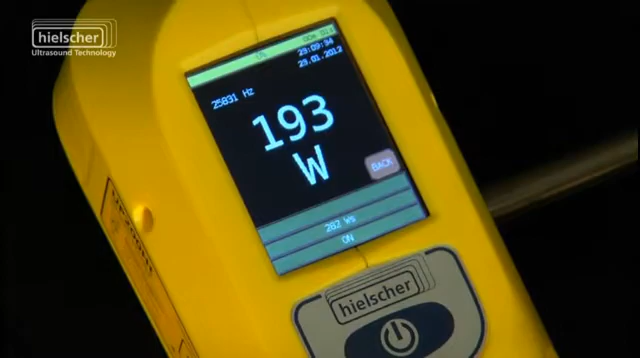 hielscher
Ultrasound Technology
23:09:34
23.01.2012
25831 Hz
193
W
BACK
282 Ws
ON
hielscher